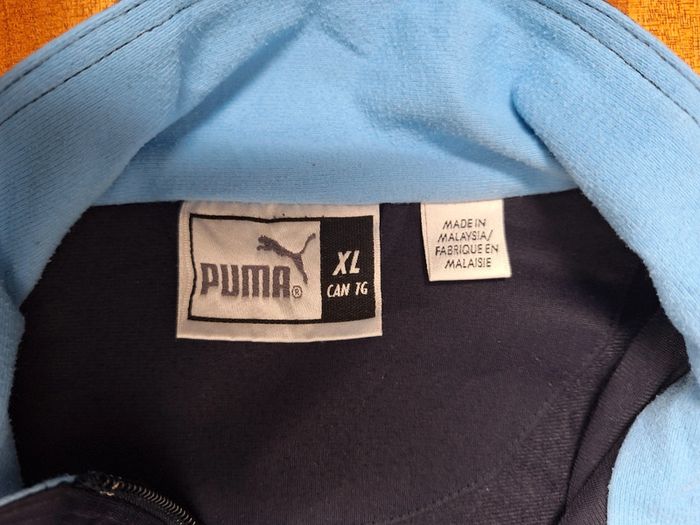 PUMA®
XL
CAN TG
MADE IN
MALAYSIA/
FABRIQUE EN
MALAISIE